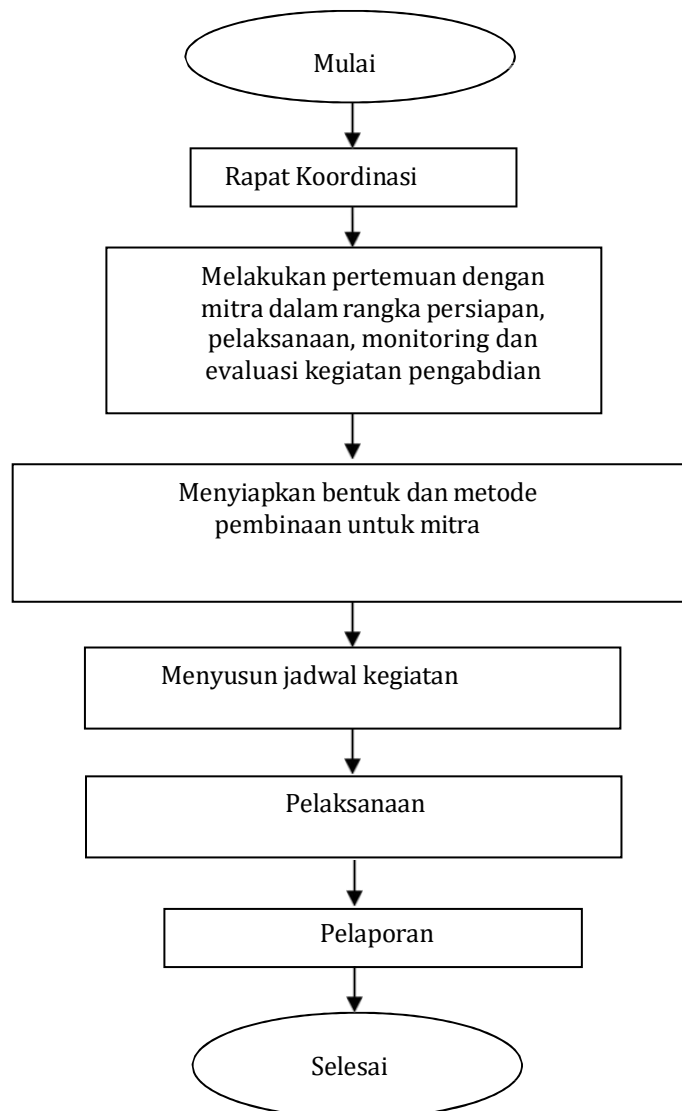 Mulai
Rapat Koordinasi
Melakukan pertemuan dengan
mitra dalam rangka persiapan,
pelaksanaan, monitoring dan
evaluasi kegiatan pengabdian
Menyiapkan bentuk dan metode
pembinaan untuk mitra
Menyusun jadwal kegiatan
Pelaksanaan
Pelaporan
Selesai